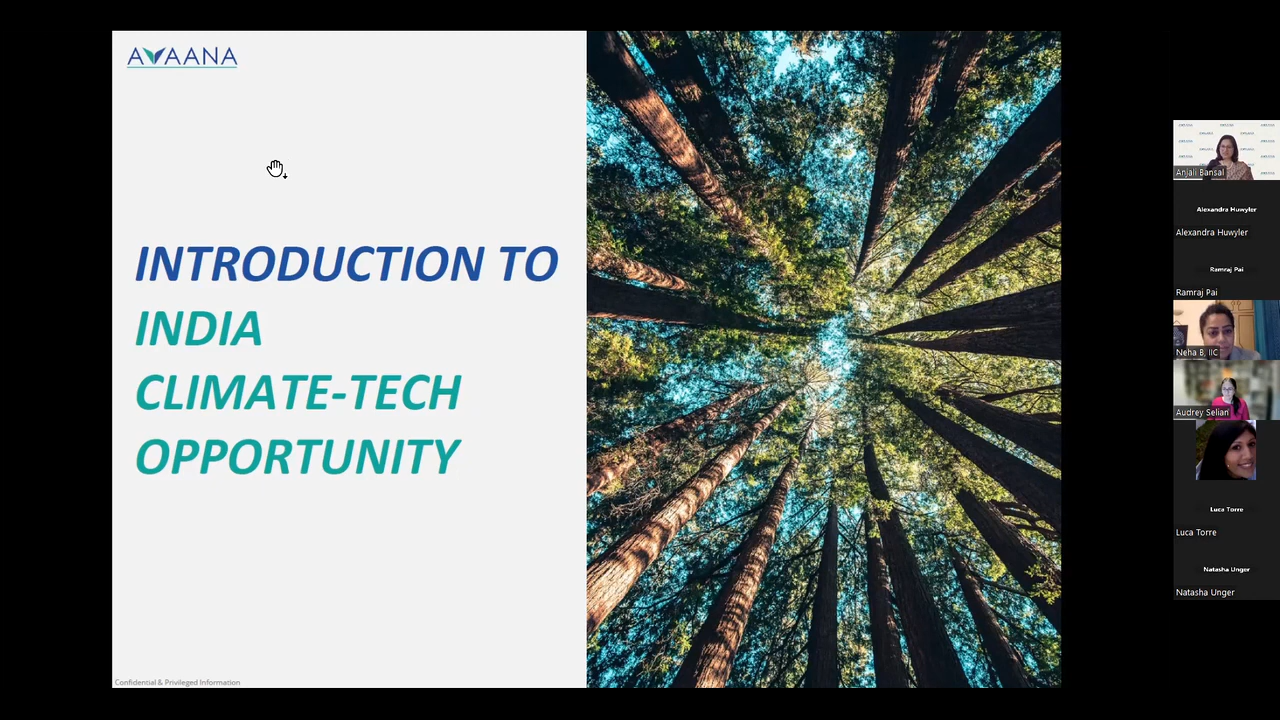 AVAANA
INTRODUCTION TO
INDIA
CLIMATE-TECH
OPPORTUNITY
Confidential & Privileged Information
Anjali Bansal
Alexandra Huwyler
Alexandra Huwyler
Ramraj Pai
Ramraj Pai
Neha B, IIC
Audrey Selian
Luca Torre
Luca Torre
Natasha Unger
Natasha Unger